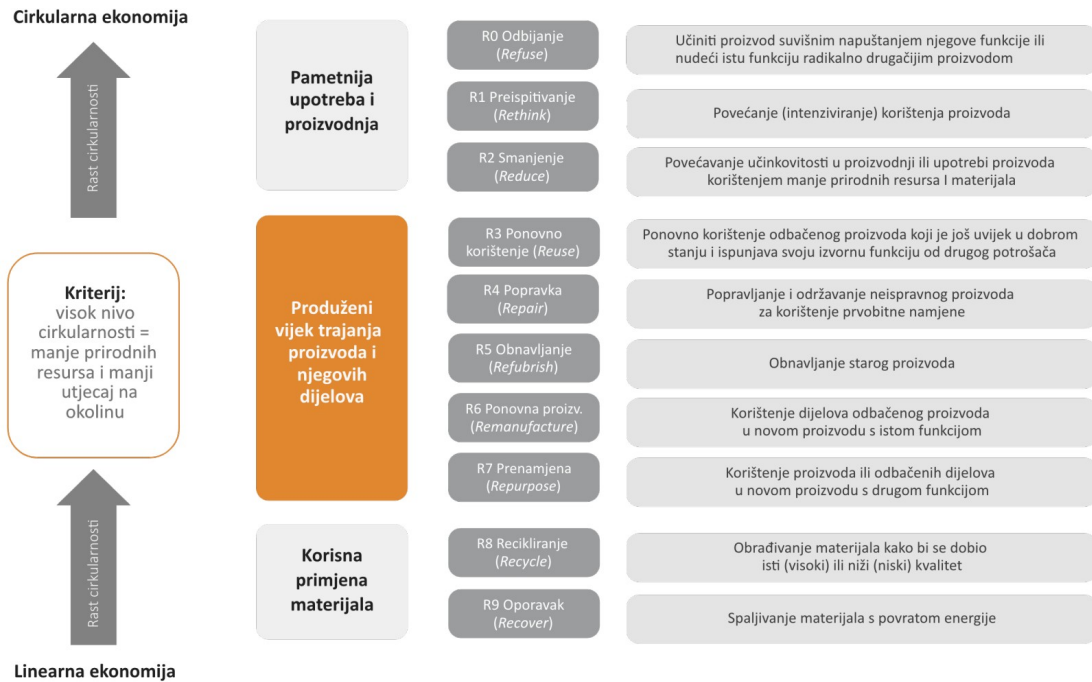 Cirkularna ekonomija
Rast cirkularnosti
Kriterij:
visok nivo
cirkularnosti =
manje prirodnih
resursa i manji
utjecaj na
okolinu
Rast cirkularnosti
Linearna ekonomija
Pametnija
upotreba i
proizvodnja
R0 Odbijanje
(Refuse)
Učiniti proizvod suvišnim napuštanjem njegove funkcije ili
nudeći istu funkciju radikalno drugačijim proizvodom
R1 Preispitivanje
(Rethink)
Povećanje (intenziviranje) korištenja proizvoda
R2 Smanjenje
(Reduce)
Povećavanje učinkovitosti u proizvodnji ili upotrebi proizvoda
korištenjem manje prirodnih resursa I materijala
Produženi
vijek trajanja
proizvoda i
njegovih
dijelova
R3 Ponovno
korištenje (Reuse)
Ponovno korištenje odbačenog proizvoda koji je još uvijek u dobrom
stanju i ispunjava svoju izvornu funkciju od drugog potrošača
R4 Popravka
(Repair)
Popravljanje i održavanje neispravnog proizvoda
za korištenje prvobitne namjene
R5 Obnavljanje
(Refubrish)
Obnavljanje starog proizvoda
R6 Ponovna proizv.
(Remanufacture)
Korištenje dijelova odbačenog proizvoda
u novom proizvodu s istom funkcijom
R7 Prenamjena
(Repurpose)
Korištenje proizvoda ili odbačenih dijelova
u novom proizvodu s drugom funkcijom
Korisna
primjena
materijala
R8 Recikliranje
(Recycle)
Obrađivanje materijala kako bi se dobio
isti (visoki) ili niži (niski) kvalitet
R9 Oporavak
(Recover)
Spaljivanje materijala s povratom energije